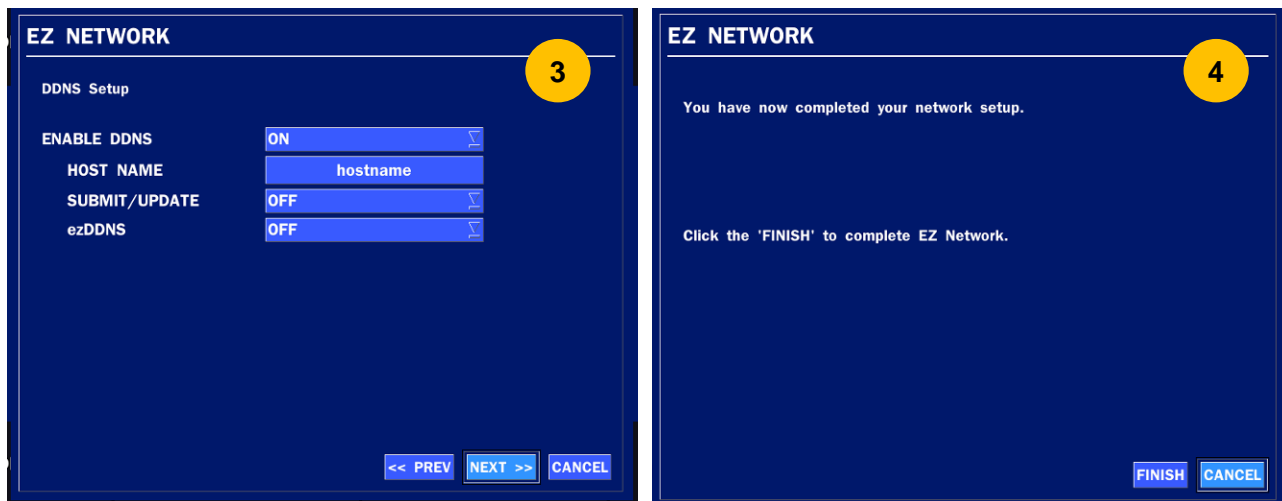 EZ NETWORK
3
DDNS Setup
ENABLE DDNS ON
HOST NAME hostname
SUBMIT/UPDATE OFF
ezDDNS OFF
<< PREV NEXT >> CANCEL
EZ NETWORK
4
You have now completed your network setup.
Click the 'FINISH' to complete EZ Network.
FINISH CANCEL